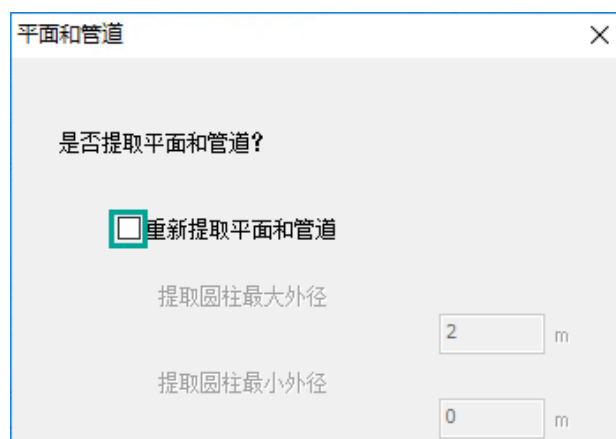 平面和管道
是否提取平面和管道?
重新提取平面和管道
提取圆柱最大外径
2 m
提取圆柱最小外径
0 m